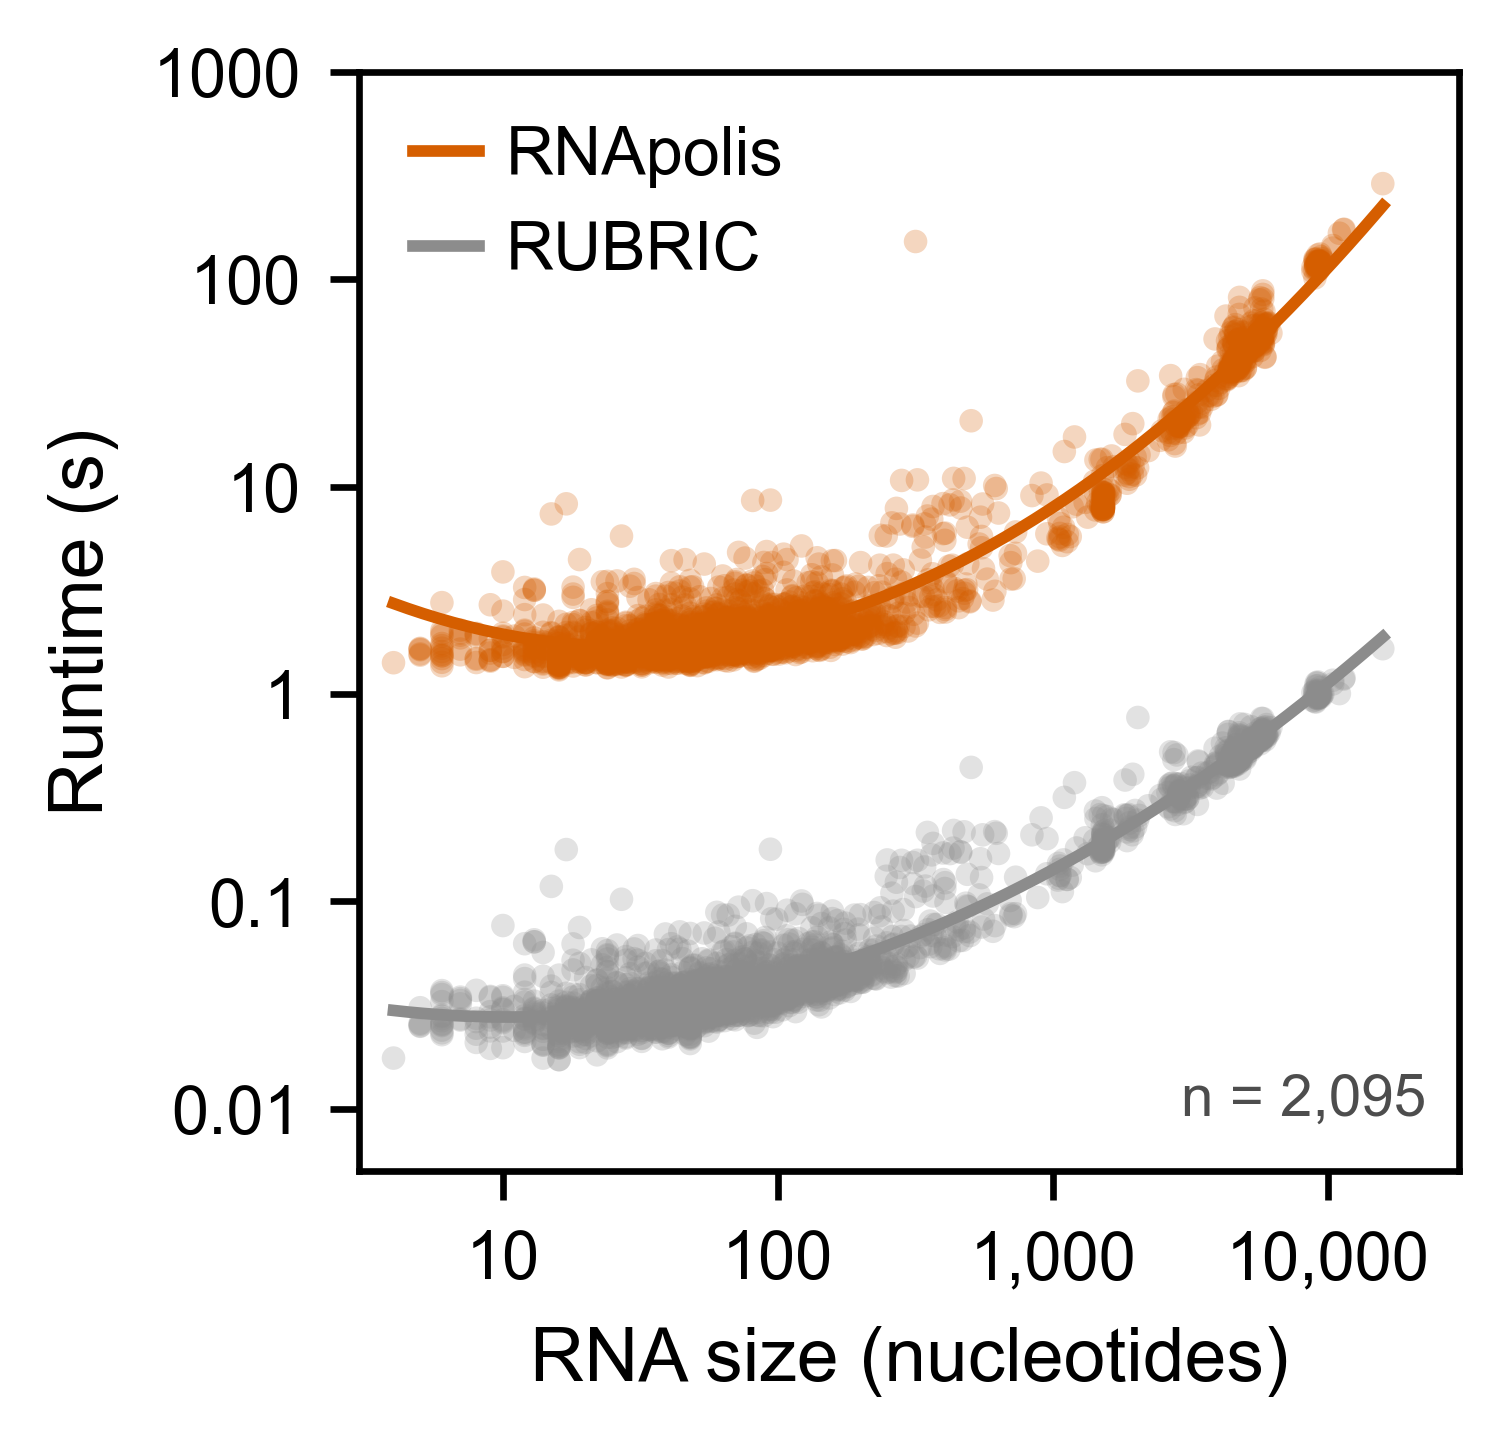 1000
100
10
1
0.1
0.01
Runtime (s)
RNApolis
RUBRIC
n = 2,095
10
100
1,000
10,000
RNA size (nucleotides)